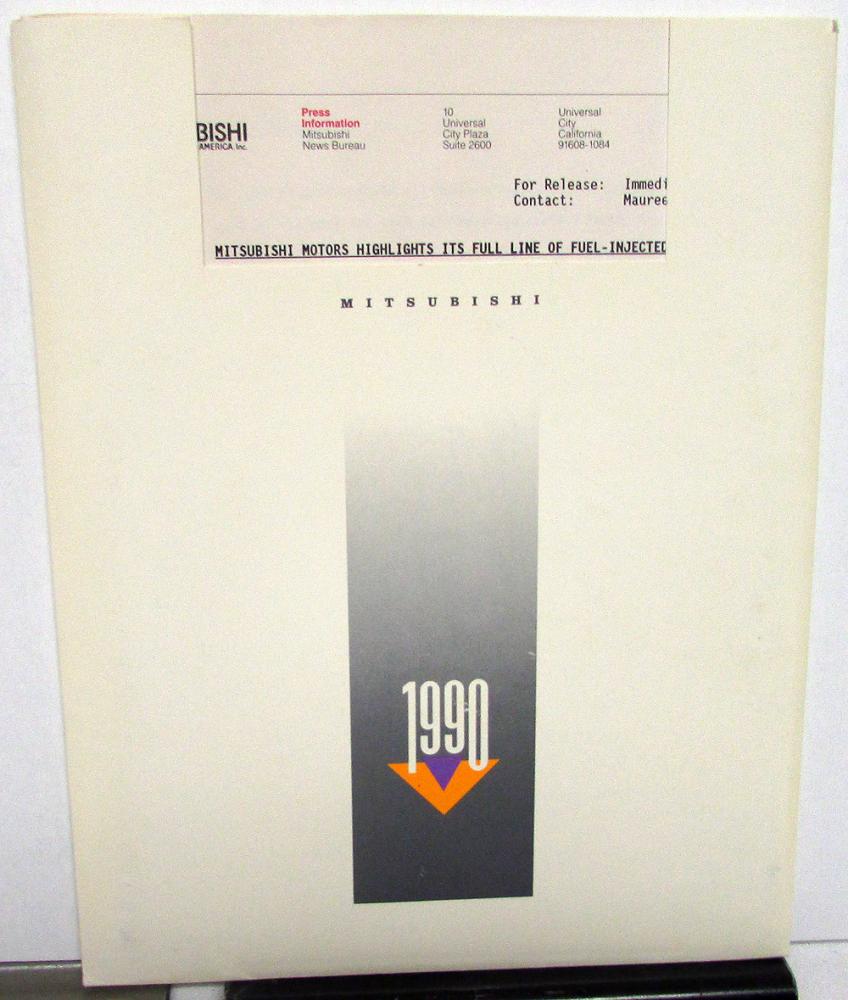 BISHI
AMERICA, Inc.
Press
Information
Mitsubishi
News Bureau
10
Universal
City Plaza
Suite 2600
Universal
City
California
91608-1084
For Release: Immedi
Contact: Mauree
MITSUBISHI MOTORS HIGHLIGHTS ITS FULL LINE OF FUEL-INJECTED
MITSUBISHI
1990